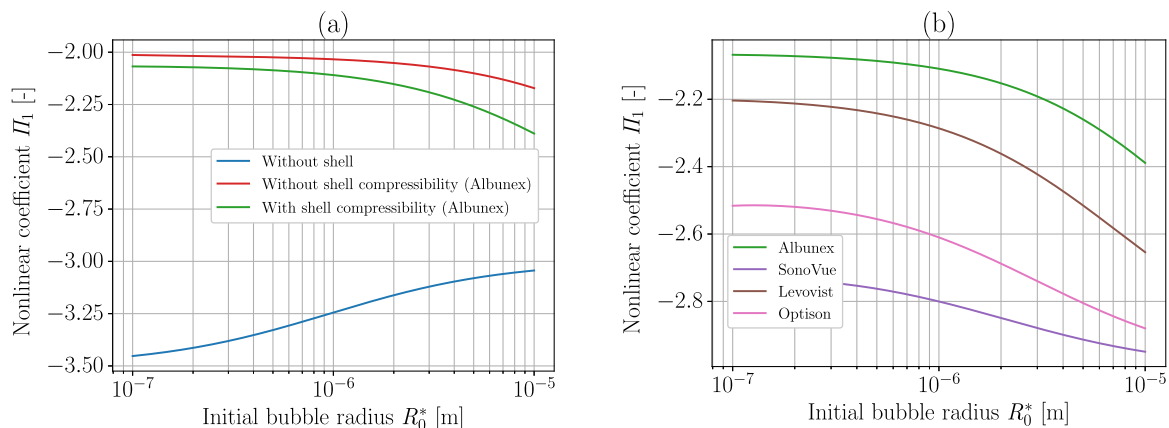 (a)
Nonlinear coefficient Π₁ [-]
−2.00
−2.25
−2.50
−2.75
−3.00
−3.25
−3.50
Without shell
Without shell compressibility (Albunex)
With shell compressibility (Albunex)
10⁻⁷ 10⁻⁶ 10⁻⁵
Initial bubble radius R₀* [m]
(b)
Nonlinear coefficient Π₁ [-]
−2.2
−2.4
−2.6
−2.8
Albunex
SonoVue
Levovist
Optison
10⁻⁷ 10⁻⁶ 10⁻⁵
Initial bubble radius R₀* [m]